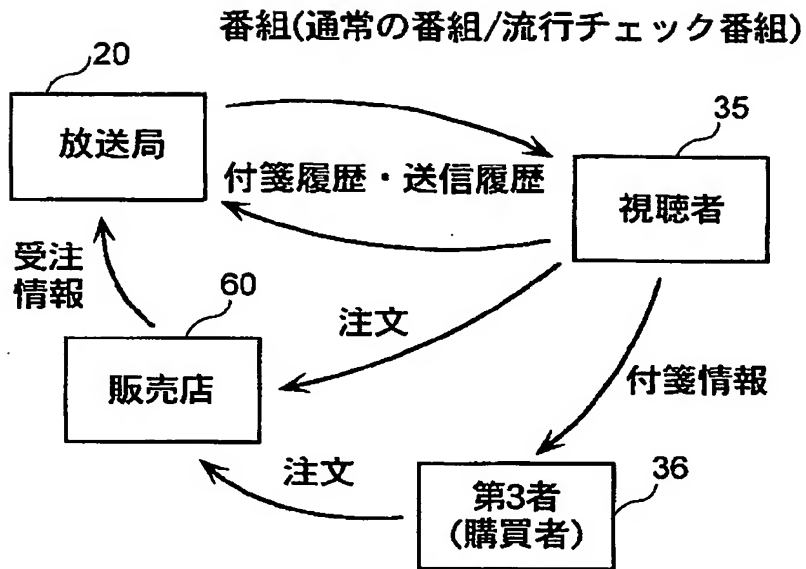 番組(通常の番組/流行チェック番組)
20
放送局
35
付箋履歴・送信履歴
視聴者
受注
情報
60
注文
販売店
付箋情報
注文
36
第3者
(購買者)